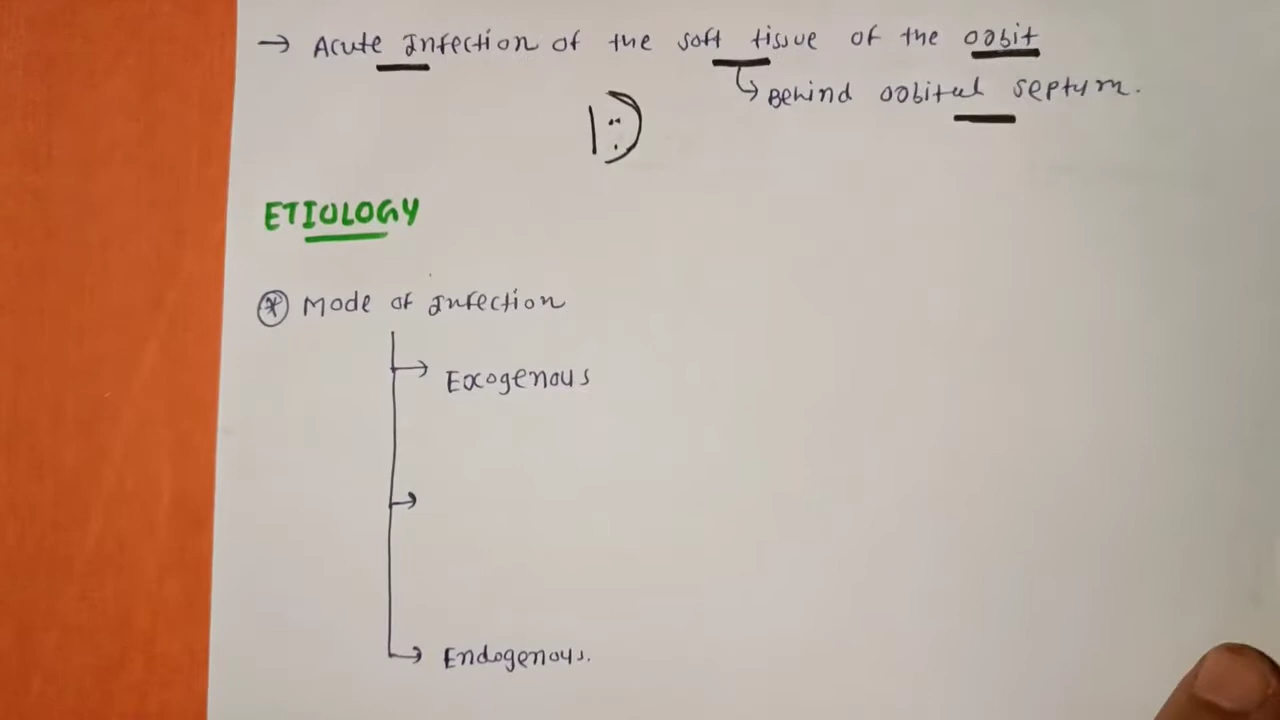 → Acute Infection of the soft tissue of the orbit
↳ Behind orbital septum.
ETIOLOGY
* Mode of Infection
→ Exogenous
→
→ Endogenous.